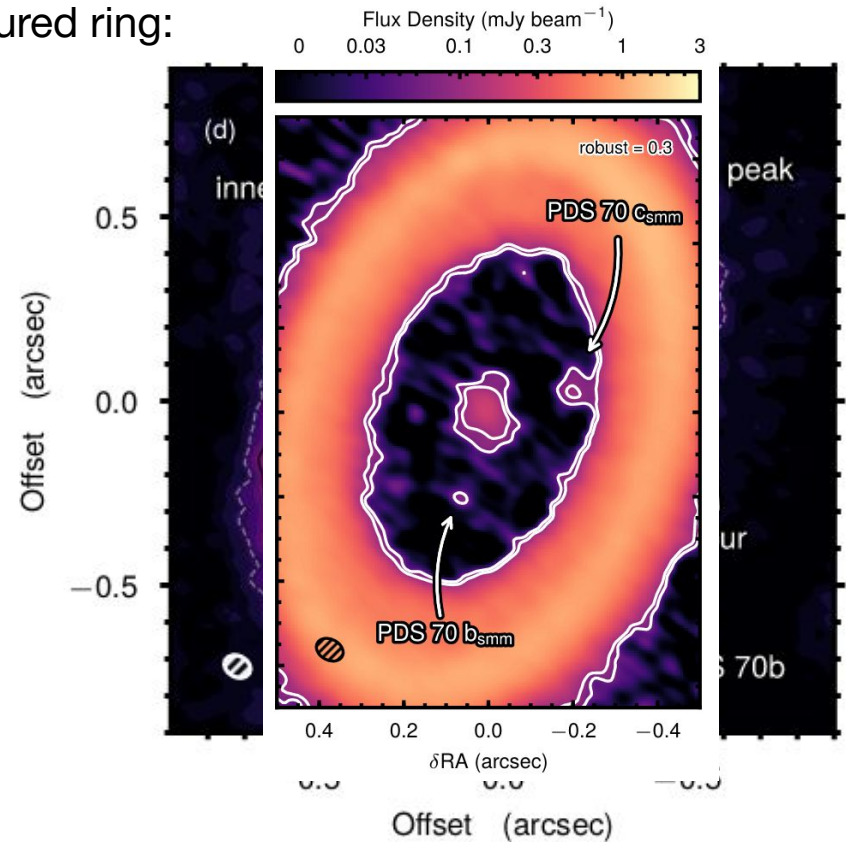 ured ring:
Flux Density (mJy beam−1)
0 0.03 0.1 0.3 1 3
(d)
inne
robust = 0.3
peak
PDS 70 csmm
0.5
Offset (arcsec)
0.0
−0.5
ur
PDS 70 bsmm
70b
0.4 0.2 0.0 −0.2 −0.4
δRA (arcsec)
Offset (arcsec)